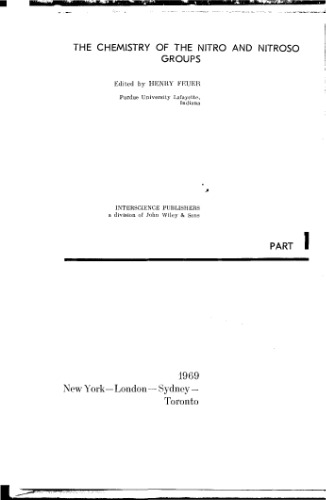 THE CHEMISTRY OF THE NITRO AND NITROSO
GROUPS
Edited by HENRY FEUER
Purdue University Lafayette,
Indiana
INTERSCIENCE PUBLISHERS
a division of John Wiley & Sons
PART 1
1969
New York—London—Sydney—
Toronto